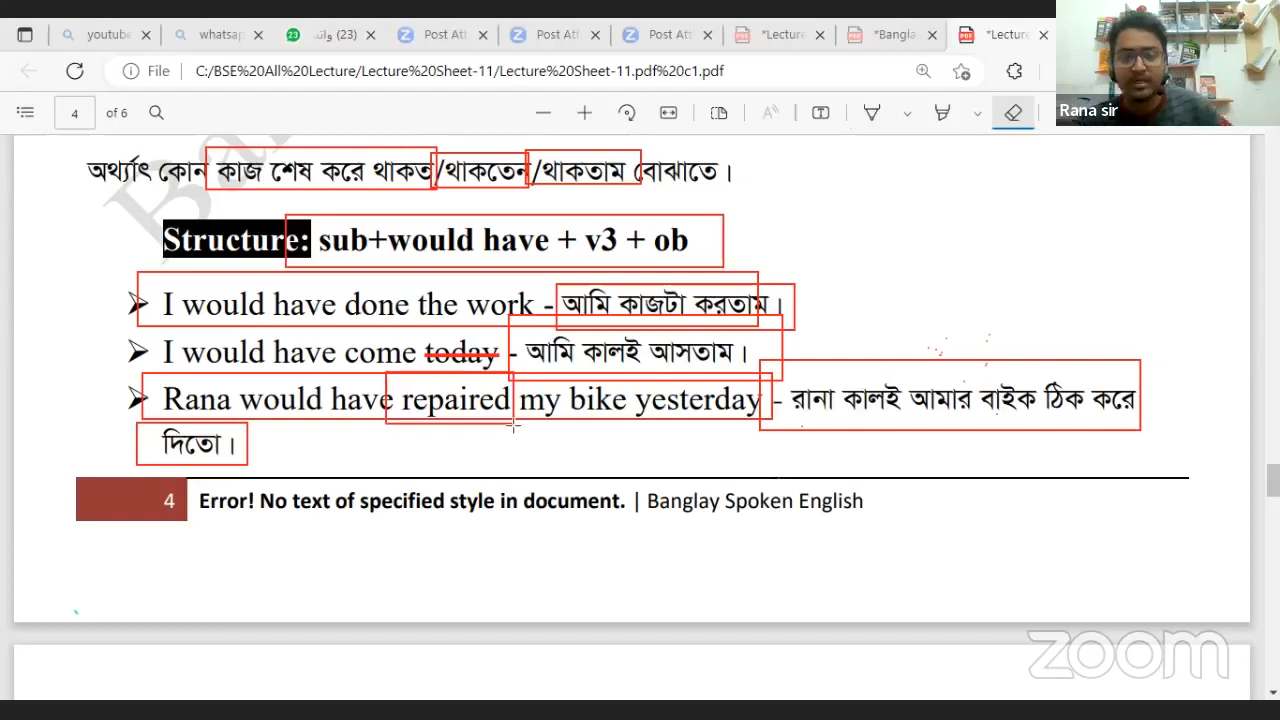 youtube
whatsap
(23) وات
Post Att
Post Att
Post Att
*Lecture
*Bangla
*Lecture
File
C:/BSE%20All%20Lecture/Lecture%20Sheet-11/Lecture%20Sheet-11.pdf%20c1.pdf
4 of 6
Rana sir
অর্থ্যাৎ কোন কাজ শেষ করে থাকত/থাকতেন/থাকতাম বোঝাতে।
Structure: sub+would have + v3 + ob
➤ I would have done the work - আমি কাজটা করতাম।
➤ I would have come today - আমি কালই আসতাম।
➤ Rana would have repaired my bike yesterday - রানা কালই আমার বাইক ঠিক করে
দিতো।
4 Error! No text of specified style in document. | Banglay Spoken English
zoom